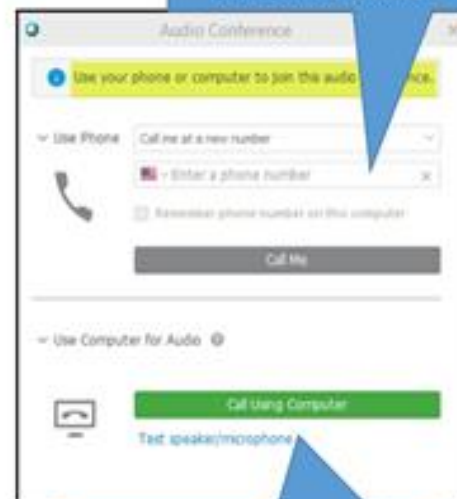 Audio Conference
Use your phone or computer to join this audio
Use Phone
Call me at a new number
Enter a phone number
Remember phone number on this computer
Call Me
Use Computer for Audio
Call Using Computer
Test speaker/microphone